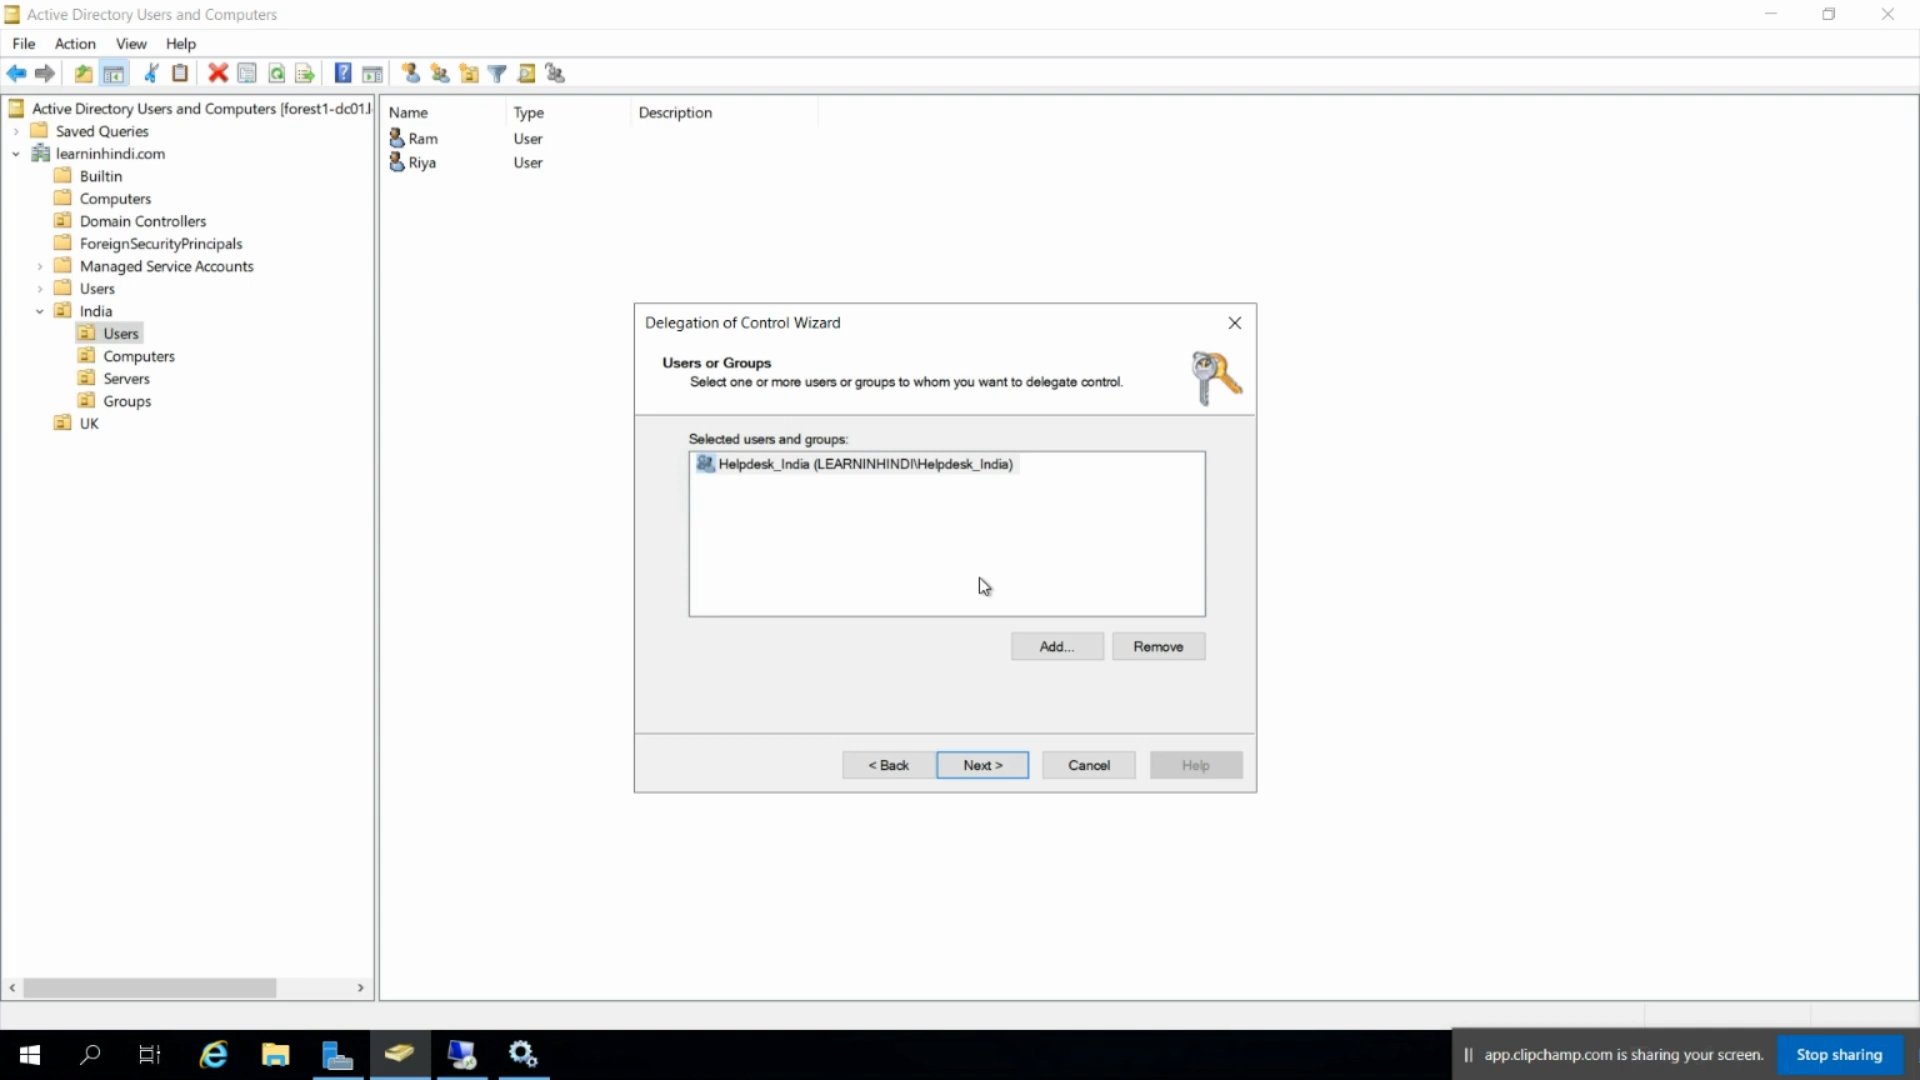 Active Directory Users and Computers
File Action View Help
Active Directory Users and Computers [forest1-dc01.l
Saved Queries
learninhindi.com
Builtin
Computers
Domain Controllers
ForeignSecurityPrincipals
Managed Service Accounts
Users
India
Users
Computers
Servers
Groups
UK
Name Type Description
Ram User
Riya User
Delegation of Control Wizard
Users or Groups
Select one or more users or groups to whom you want to delegate control.
Selected users and groups:
Helpdesk_India (LEARNINHINDI\Helpdesk_India)
Add... Remove
< Back Next > Cancel Help
app.clipchamp.com is sharing your screen. Stop sharing